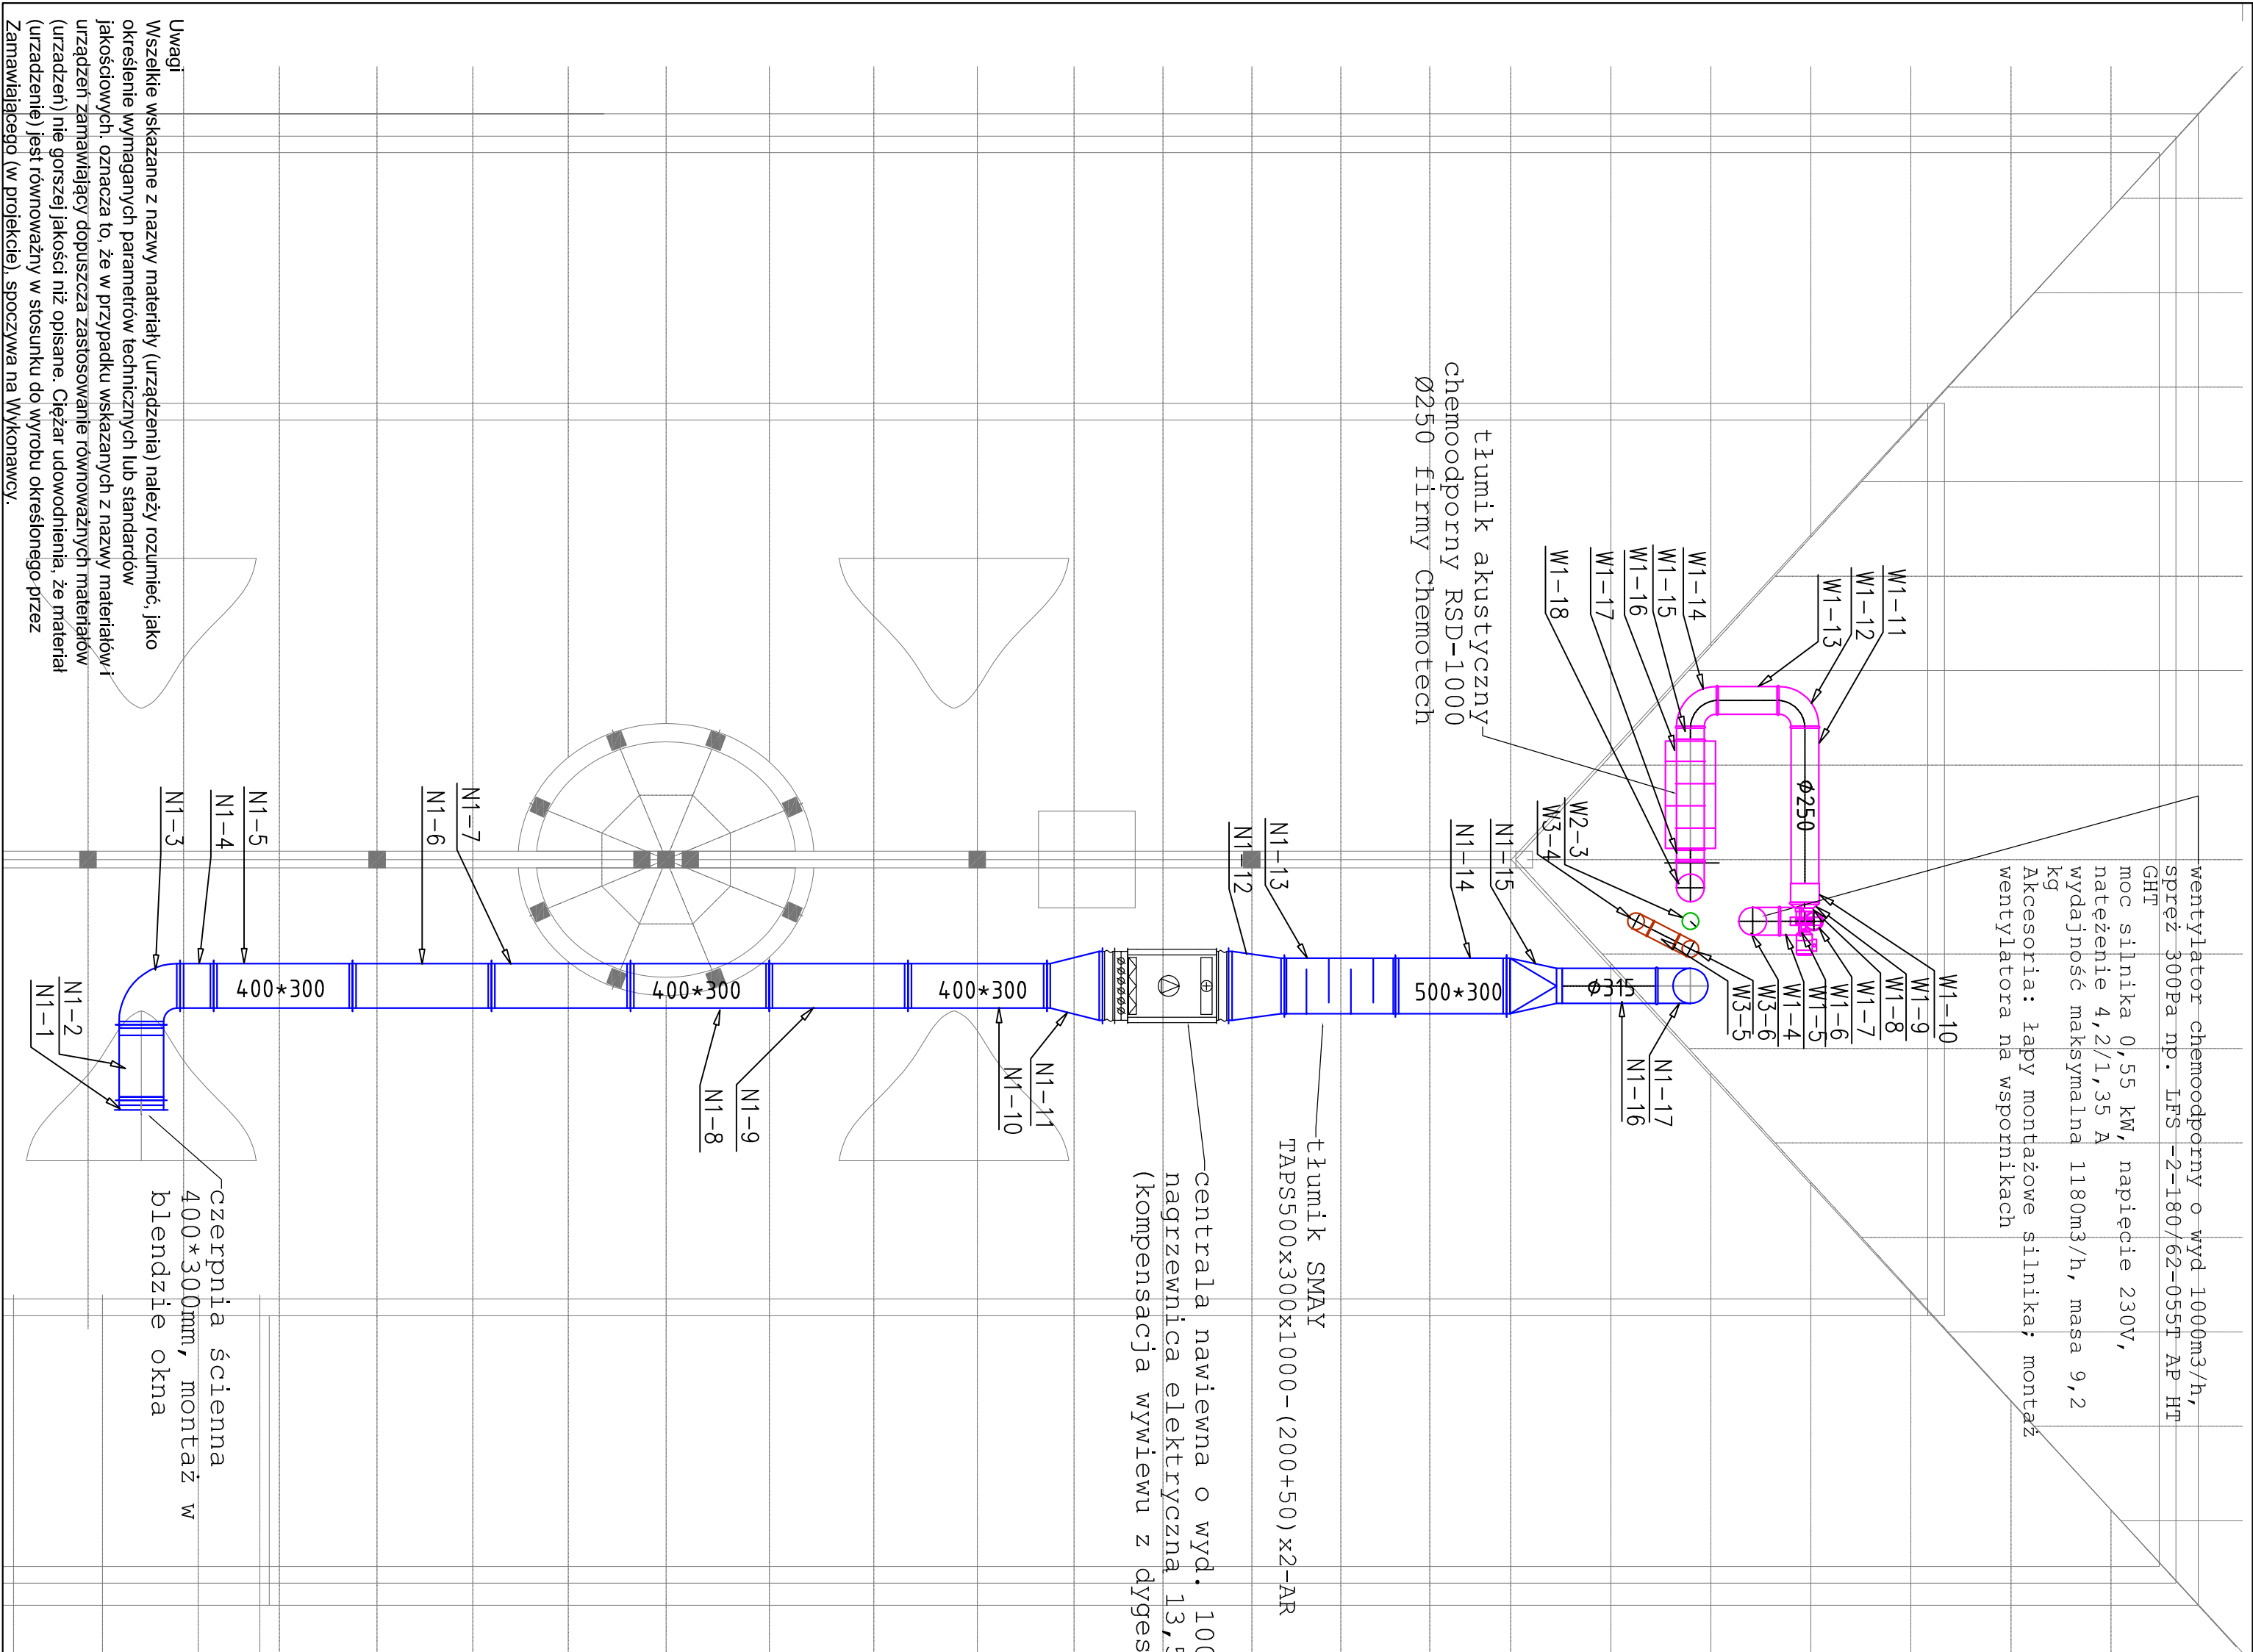 wentylator chemoodporny o wyd 1000m3/h,
spręż 300Pa np. LFS -2-180/62-055T AP HT
GHT
moc silnika 0,55 kW, napięcie 230V,
natężenie 4,2/1,35 A
wydajność maksymalna 1180m3/h, masa 9,2
kg
Akcesoria: łapy montażowe silnika; montaż
wentylatora na wspornikach
W1-11
W1-12
W1-13
W1-14
W1-15
W1-16
W1-17
W1-18
Ø250
W1-10
W1-9
W1-8
W1-7
W1-6
W1-5
W1-4
W3-6
W3-5
W2-3
W3-4
tłumik akustyczny
Chemoodporny RSD-1000
Ø250 firmy Chemotech
N1-17
N1-16
Ø315
N1-15
N1-14
500*300
N1-13
N1-12
tłumik SMAY
TAPS500x300x1000-(200+50)x2-AR
centrala nawiewna o wyd. 100
nagrzewnica elektryczna 13,5
(kompensacja wywiewu z dyges
N1-11
N1-10
400*300
N1-9
N1-8
400*300
N1-7
N1-6
400*300
N1-5
N1-4
N1-3
N1-2
N1-1
czerpnia ścienna
400*300mm, montaż w
blendzie okna
Uwagi
Wszelkie wskazane z nazwy materiały (urządzenia) należy rozumieć, jako
określenie wymaganych parametrów technicznych lub standardów
jakościowych. oznacza to, że w przypadku wskazanych z nazwy materiałów i
urządzeń zamawiający dopuszcza zastosowanie równoważnych materiałów
(urzadzeń) nie gorszej jakości niż opisane. Ciężar udowodnienia, że materiał
(urzadzenie) jest równoważny w stosunku do wyrobu określonego przez
Zamawiającego (w projekcie), spoczywa na Wykonawcy.